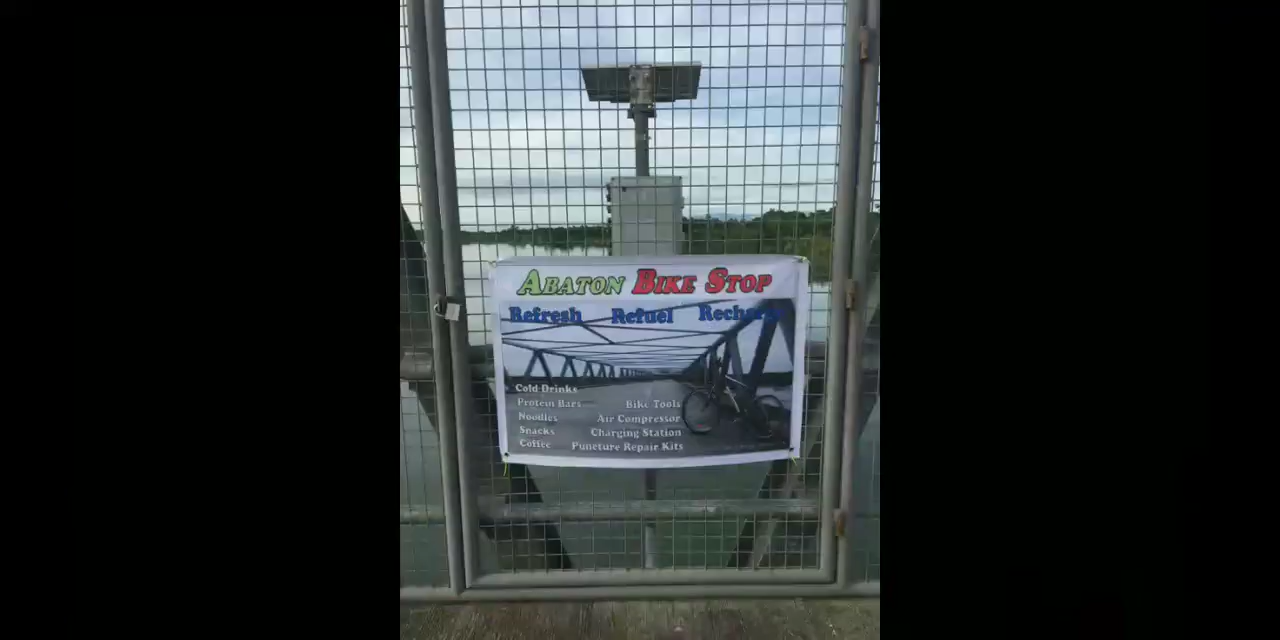 ABATON BIKE STOP
Refresh Refuel Recharge
Cold Drinks
Protein Bars
Noodles
Snacks
Coffee
Bike Tools
Air Compressor
Charging Station
Puncture Repair Kits